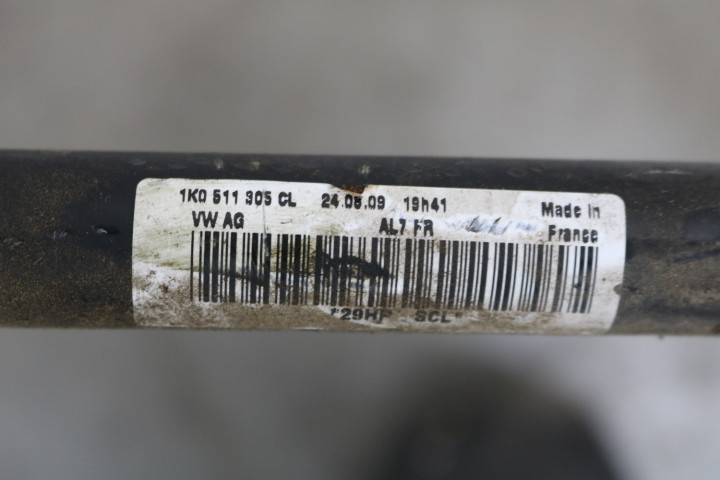 1K0 511 305 CL 24.06.09 19h41 Made in
VW AG AL7 FR France
*29HP SCL*